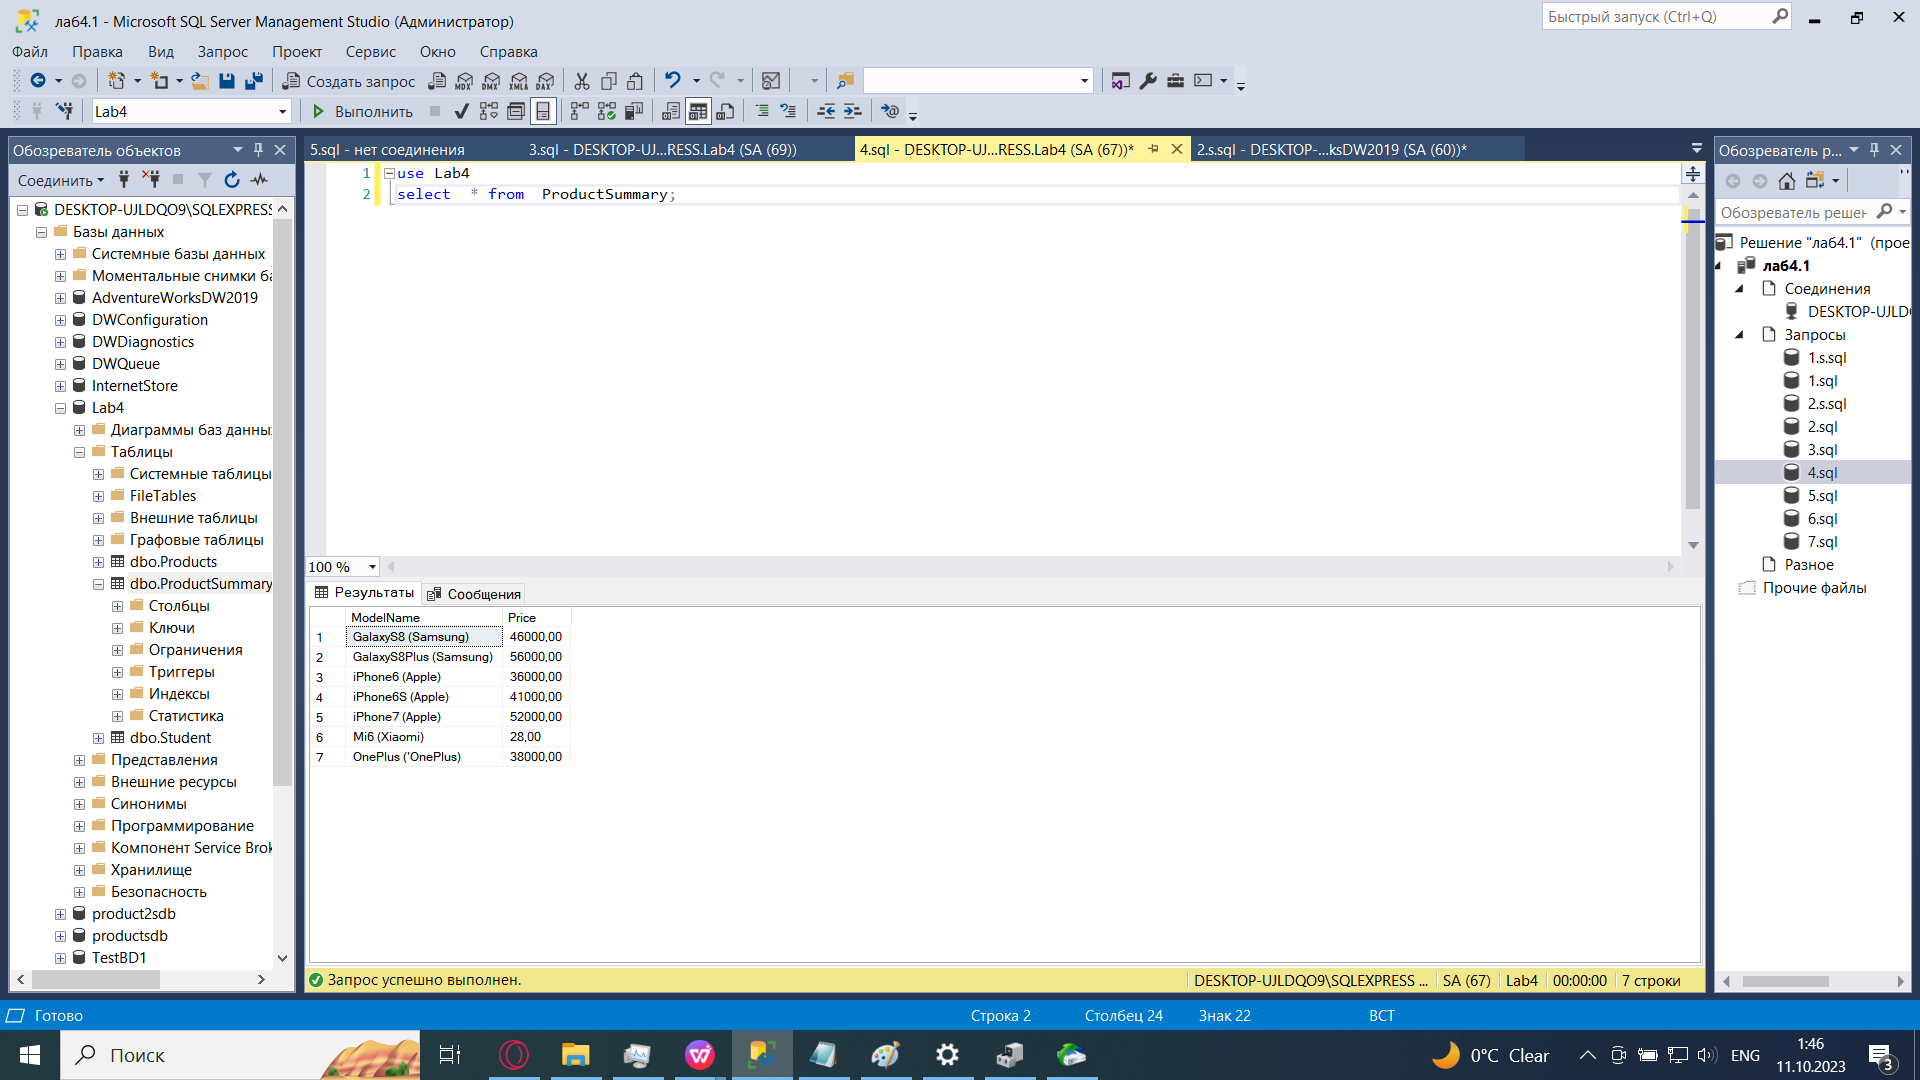 ла64.1 - Microsoft SQL Server Management Studio (Администратор)
Быстрый запуск (Ctrl+Q)
Файл Правка Вид Запрос Проект Сервис Окно Справка
Создать запрос
Lab4 Выполнить
Обозреватель объектов
Соединить
DESKTOP-UJLDQO9\SQLEXPRESS
Базы данных
Системные базы данных
Моментальные снимки ба
AdventureWorksDW2019
DWConfiguration
DWDiagnostics
DWQueue
InternetStore
Lab4
Диаграммы баз данны
Таблицы
Системные таблицы
FileTables
Внешние таблицы
Графовые таблицы
dbo.Products
dbo.ProductSummary
Столбцы
Ключи
Ограничения
Триггеры
Индексы
Статистика
dbo.Student
Представления
Внешние ресурсы
Синонимы
Программирование
Компонент Service Brok
Хранилище
Безопасность
product2sdb
productsdb
TestBD1
5.sql - нет соединения 3.sql - DESKTOP-UJ...RESS.Lab4 (SA (69)) 4.sql - DESKTOP-UJ...RESS.Lab4 (SA (67))* 2.s.sql - DESKTOP-...ksDW2019 (SA (60))*
1 use Lab4
2 select * from ProductSummary;
100 %
Результаты Сообщения
ModelName Price
1 GalaxyS8 (Samsung) 46000,00
2 GalaxyS8Plus (Samsung) 56000,00
3 iPhone6 (Apple) 36000,00
4 iPhone6S (Apple) 41000,00
5 iPhone7 (Apple) 52000,00
6 Mi6 (Xiaomi) 28,00
7 OnePlus ('OnePlus) 38000,00
Запрос успешно выполнен. DESKTOP-UJLDQO9\SQLEXPRESS ... SA (67) Lab4 00:00:00 7 строки
Обозреватель р...
Обозреватель решен
Решение "ла64.1" (прое
ла64.1
Соединения
DESKTOP-UJLD
Запросы
1.s.sql
1.sql
2.s.sql
2.sql
3.sql
4.sql
5.sql
6.sql
7.sql
Разное
Прочие файлы
Готово Строка 2 Столбец 24 Знак 22 ВСТ
Поиск 0°C Clear ENG 1:46
11.10.2023
3